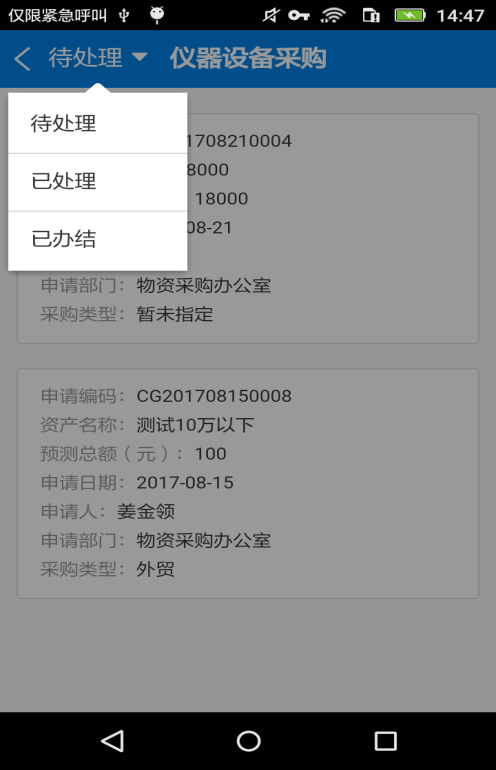 仅限紧急呼叫 14:47
待处理 仪器设备采购
待处理
已处理
已办结
1708210004
8000
18000
08-21
申请部门： 物资采购办公室
采购类型： 暂未指定
申请编码： CG201708150008
资产名称： 测试10万以下
预测总额（元）： 100
申请日期： 2017-08-15
申请人： 姜金领
申请部门： 物资采购办公室
采购类型： 外贸